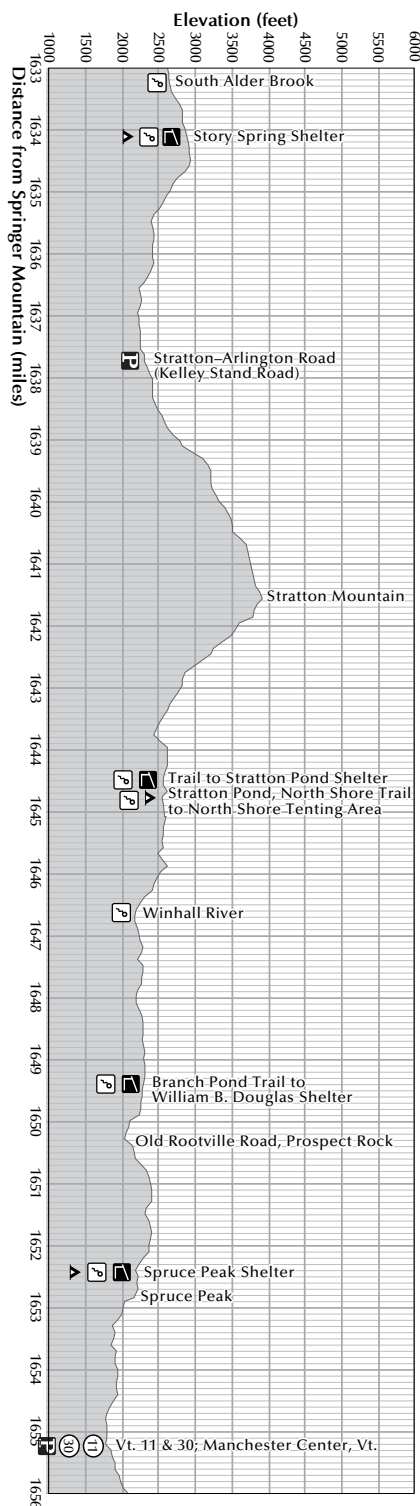 Elevation (feet)
1000 1500 2000 2500 3000 3500 4000 4500 5000 5500 6000
Distance from Springer Mountain (miles)
1633
South Alder Brook
1634
Story Spring Shelter
1635
1636
1637
P
Stratton–Arlington Road
(Kelley Stand Road)
1638
1639
1640
1641
Stratton Mountain
1642
1643
1644
Trail to Stratton Pond Shelter
Stratton Pond, North Shore Trail
to North Shore Tenting Area
1645
1646
Winhall River
1647
1648
1649
Branch Pond Trail to
William B. Douglas Shelter
1650
Old Rootville Road, Prospect Rock
1651
1652
Spruce Peak Shelter
Spruce Peak
1653
1654
1655
P 30 11
Vt. 11 & 30; Manchester Center, Vt.
1656